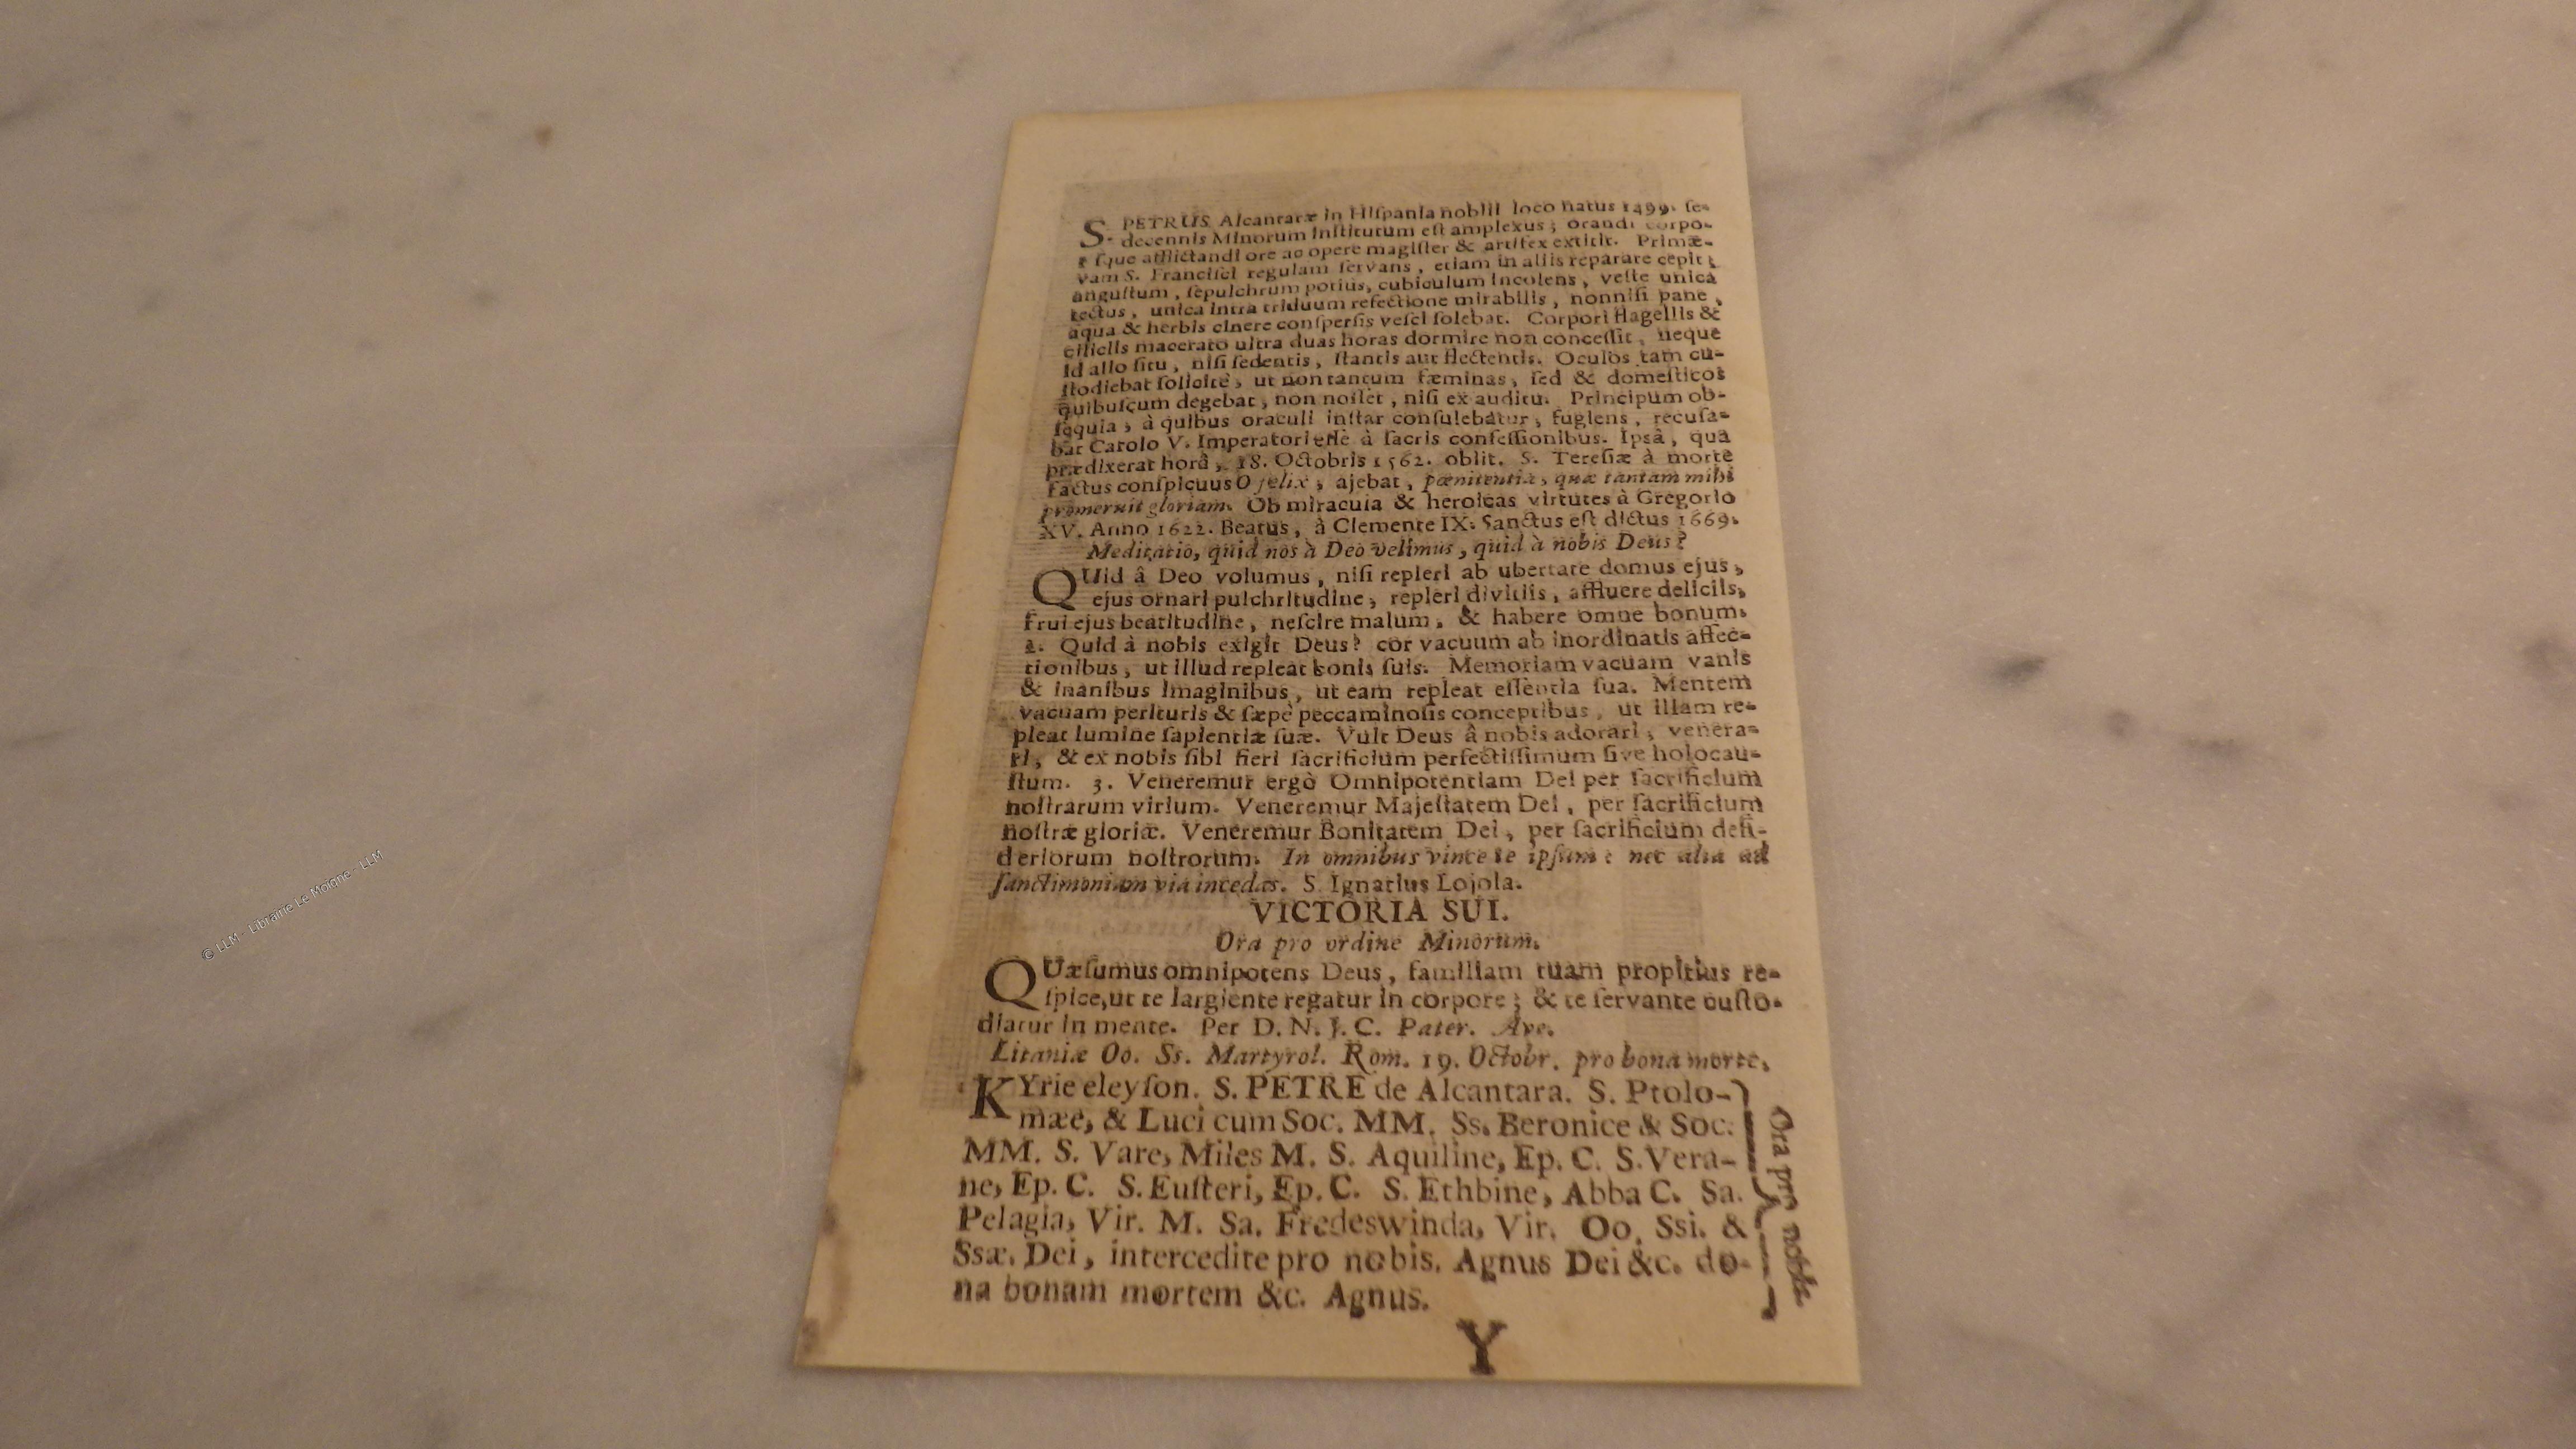 S. PETRUS Alcantaræ in Hiſpania nobili loco natus 1499. ſe-
decennis Minorum inſtitutum eſt amplexus; orandi corpo-
ſque afflictandi ore ac opere magiſter & artifex extitit. Primæ-
vam S. Franciſci regulam ſervans, etiam in aliis reparare cepit;
anguſtum, ſepulchrum potius, cubiculum incolens, veſte unica
tectus, unica intra triduum refectione mirabilis, nonniſi pane,
aqua & herbis cinere conſperſis veſci ſolebat. Corpori flagellis &
ciliciis macerato ultra duas horas dormire non conceſſit, neque
id alio ſitu, niſi ſedentis, ſtantis aut flectentis. Oculos tam cu-
ſtodiebat ſolicitè, ut non tantum fæminas, ſed & domeſticos
quibuſcum degebat, non noſſet, niſi ex auditu. Principum ob-
ſequia, à quibus oraculi inſtar conſulebatur, fugiens, recuſa-
bat Carolo V. Imperatori eſſe à ſacris confeſſionibus. Ipsâ, quâ
prædixerat horâ, 18. Octobris 1562. obiit. S. Tereſiæ à morte
factus conſpicuus O felix, ajebat, pœnitentia, quæ tantam mihi
promeruit gloriam. Ob miracula & heroicas virtutes à Gregorio
XV. Anno 1622. Beatus, à Clemente IX. Sanctus eſt dictus 1669.
Meditatio, quid nos à Deo velimus, quid à nobis Deus?
QUid â Deo volumus, niſi repleri ab ubertate domus ejus,
ejus ornari pulchritudine, repleri divitiis, affluere deliciis,
frui ejus beatitudine, neſcire malum, & habere omne bonum.
2. Quid à nobis exigit Deus? cor vacuum ab inordinatis affec-
tionibus, ut illud repleat bonis ſuis. Memoriam vacuam vanis
& inanibus imaginibus, ut eam repleat eſſentia ſua. Mentem
vacuam perituris & ſæpè peccaminoſis conceptibus, ut illam re-
pleat lumine ſapientiæ ſuæ. Vult Deus â nobis adorari, venera-
ri, & ex nobis ſibi fieri ſacrificium perfectiſſimum ſive holocau-
ſtum. 3. Veneremur ergò Omnipotentiam Dei per ſacrificium
noſtrarum virium. Veneremur Majeſtatem Dei, per ſacrificium
noſtræ gloriæ. Veneremur Bonitatem Dei, per ſacrificium deſi-
deriorum noſtrorum. In omnibus vince te ipſum: nec alia ad
ſanctimoniam via incedas. S. Ignatius Lojola.
VICTORIA SUI.
Ora pro ordine Minorum.
QUæſumus omnipotens Deus, familiam tuam propitius re-
ſpice, ut te largiente regatur in corpore; & te ſervante cuſto-
diatur in mente. Per D. N. J. C. Pater. Ave.
Litaniæ Oo. Ss. Martyrol. Rom. 19. Octobr. pro bona morte.
KYrie eleyſon. S. PETRE de Alcantara. S. Ptolo-
mæe, & Luci cum Soc. MM. Ss. Beronice & Soc.
MM. S. Vare, Miles M. S. Aquiline, Ep. C. S. Vera-
ne, Ep. C. S. Euſteri, Ep. C. S. Ethbine, Abba C. Sa.
Pelagia, Vir. M. Sa. Fredeswinda, Vir. Oo. Ssi. &
Ssæ. Dei, intercedite pro nobis. Agnus Dei &c. do-
na bonam mortem &c. Agnus.
Ora pro nobis.
Y
© LLM - Librairie Le Moigne - LLM